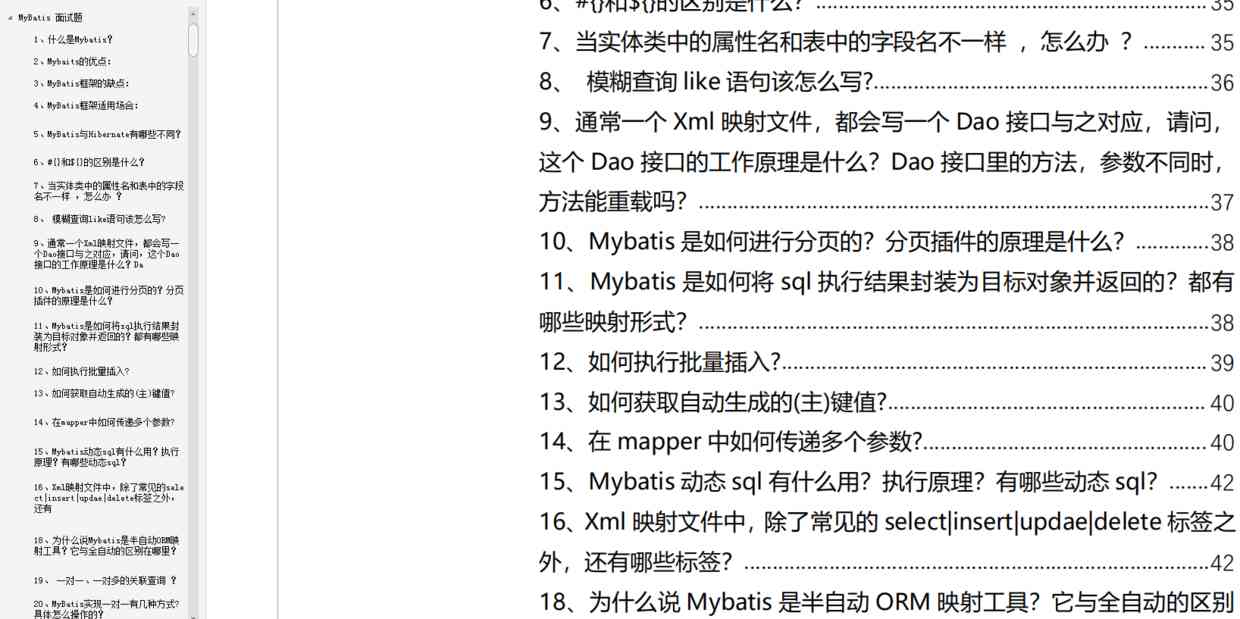 MyBatis 面试题
1、什么是Mybatis?
2、Mybaits的优点:
3、MyBatis框架的缺点:
4、MyBatis框架适用场合:
5、MyBatis与Hibernate有哪些不同?
6、#{}和${}的区别是什么?
7、当实体类中的属性名和表中的字段
名不一样 ，怎么办 ?
8、 模糊查询like语句该怎么写?
9、通常一个Xml映射文件，都会写一
个Dao接口与之对应，请问，这个Dao
接口的工作原理是什么? Da
10、Mybatis是如何进行分页的? 分页
插件的原理是什么?
11、Mybatis是如何将sql执行结果封
装为目标对象并返回的? 都有哪些映
射形式?
12、如何执行批量插入?
13、如何获取自动生成的(主)键值?
14、在mapper中如何传递多个参数?
15、Mybatis动态sql有什么用? 执行
原理? 有哪些动态sql?
16、Xml映射文件中，除了常见的sele
ct|insert|updae|delete标签之外，
还有
18、为什么说Mybatis是半自动ORM映
射工具? 它与全自动的区别在哪里?
19、 一对一、一对多的关联查询 ?
20、MyBatis实现一对一有几种方式?
具体怎么操作的?
6、#{}和${}的区别是什么? ........................................................ 35
7、当实体类中的属性名和表中的字段名不一样 ，怎么办 ? ........... 35
8、 模糊查询 like 语句该怎么写?................................................ 36
9、通常一个 Xml 映射文件，都会写一个 Dao 接口与之对应，请问，
这个 Dao 接口的工作原理是什么? Dao 接口里的方法，参数不同时，
方法能重载吗? ........................................................................ 37
10、Mybatis 是如何进行分页的? 分页插件的原理是什么? ............. 38
11、Mybatis 是如何将 sql 执行结果封装为目标对象并返回的? 都有
哪些映射形式? ........................................................................ 38
12、如何执行批量插入?............................................................ 39
13、如何获取自动生成的(主)键值?............................................. 40
14、在 mapper 中如何传递多个参数?......................................... 40
15、Mybatis 动态 sql 有什么用? 执行原理? 有哪些动态 sql? ....... 42
16、Xml 映射文件中，除了常见的 select|insert|updae|delete 标签之
外，还有哪些标签? .................................................................. 42
18、为什么说 Mybatis 是半自动 ORM 映射工具? 它与全自动的区别